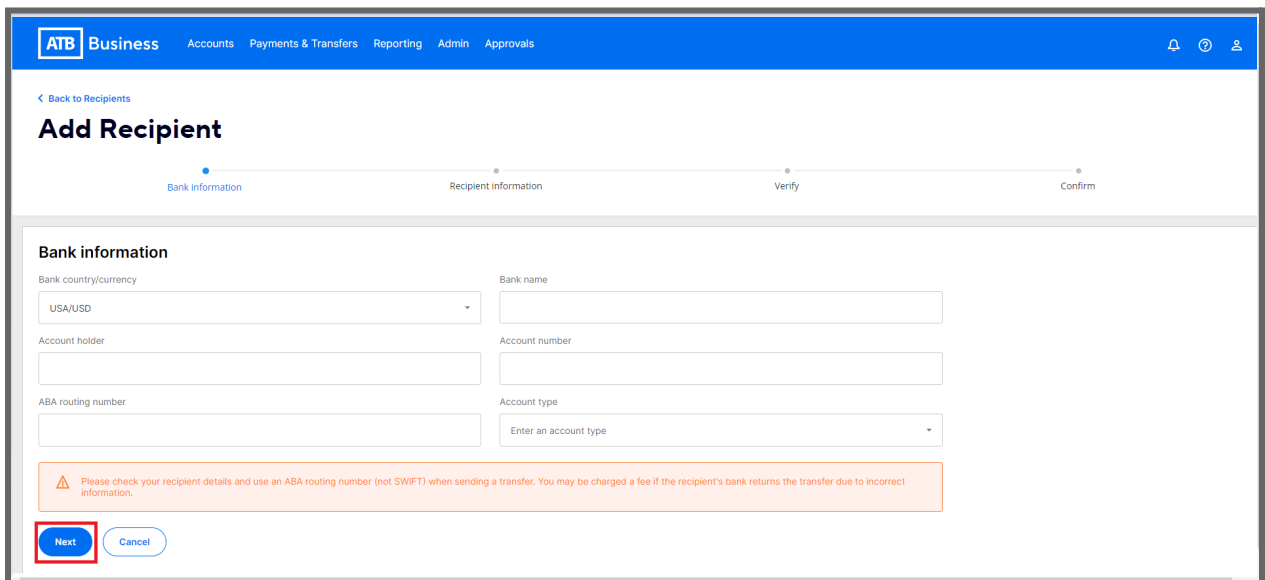 ATB Business Accounts Payments & Transfers Reporting Admin Approvals
Back to Recipients
Add Recipient
Bank information Recipient information Verify Confirm
Bank information
Bank country/currency Bank name
USA/USD
Account holder Account number
ABA routing number Account type
Enter an account type
Please check your recipient details and use an ABA routing number (not SWIFT) when sending a transfer. You may be charged a fee if the recipient's bank returns the transfer due to incorrect
information.
Next Cancel